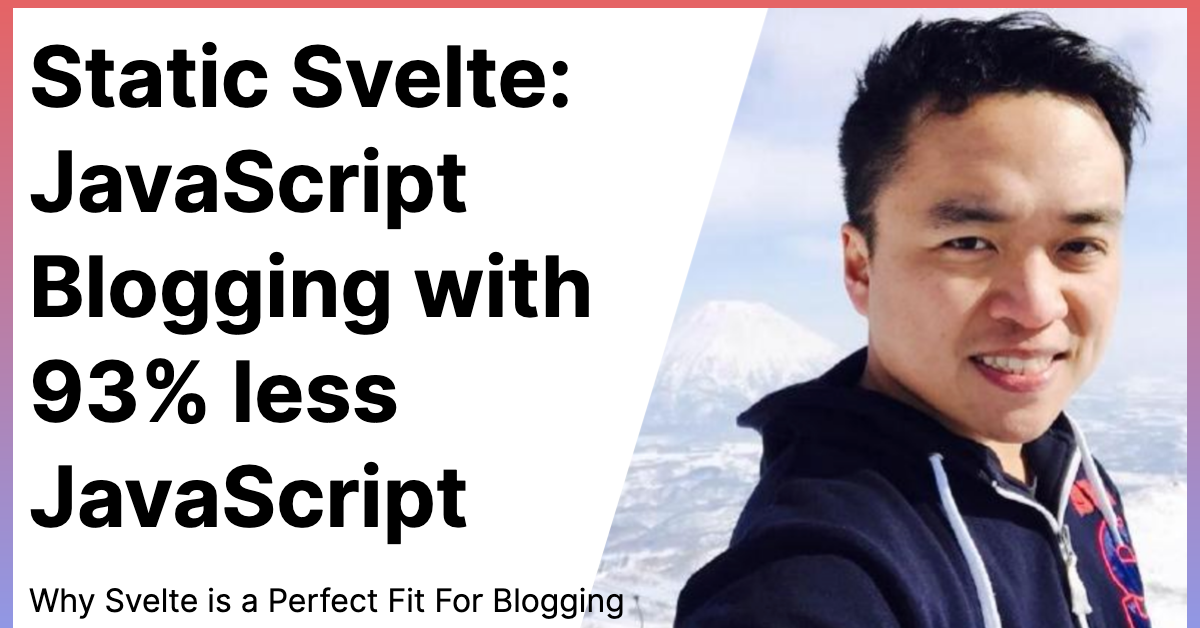 Static Svelte:
JavaScript
Blogging with
93% less
JavaScript
Why Svelte is a Perfect Fit For Blogging